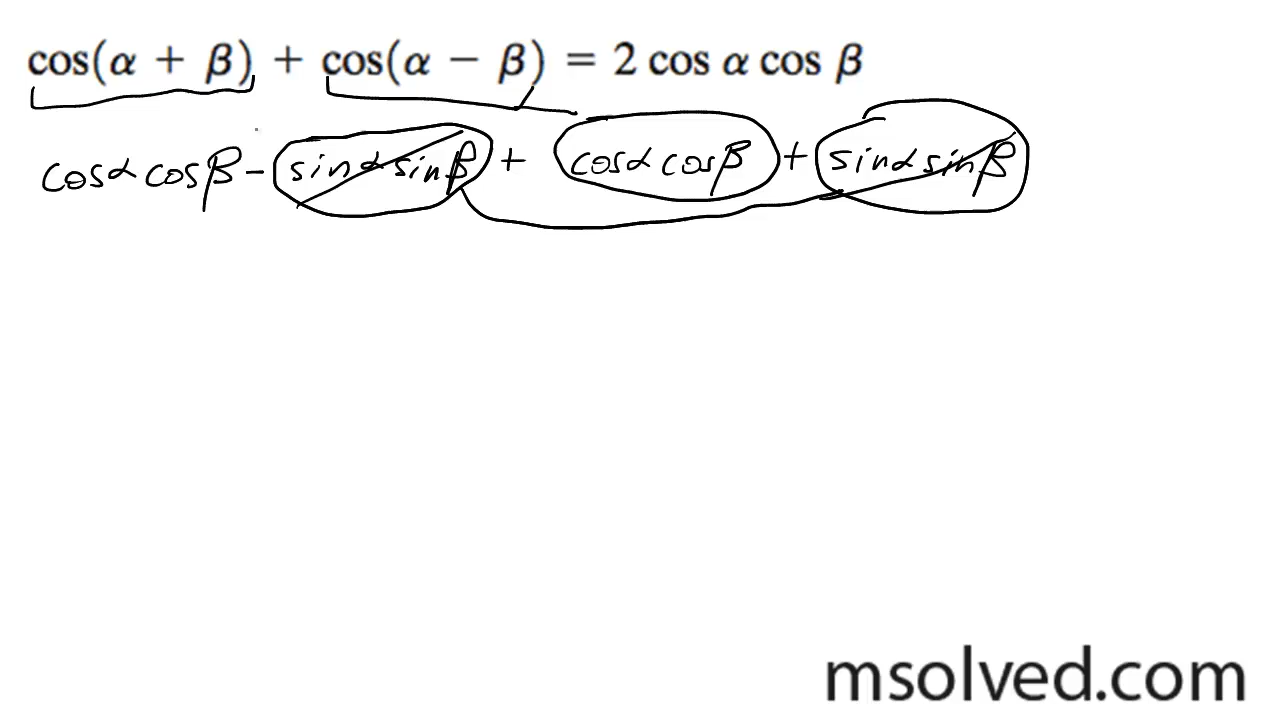 cos(α + β) + cos(α − β) = 2 cos α cos β
cosα cosβ - sinα sinβ + cosα cosβ + sinα sinβ
msolved.com